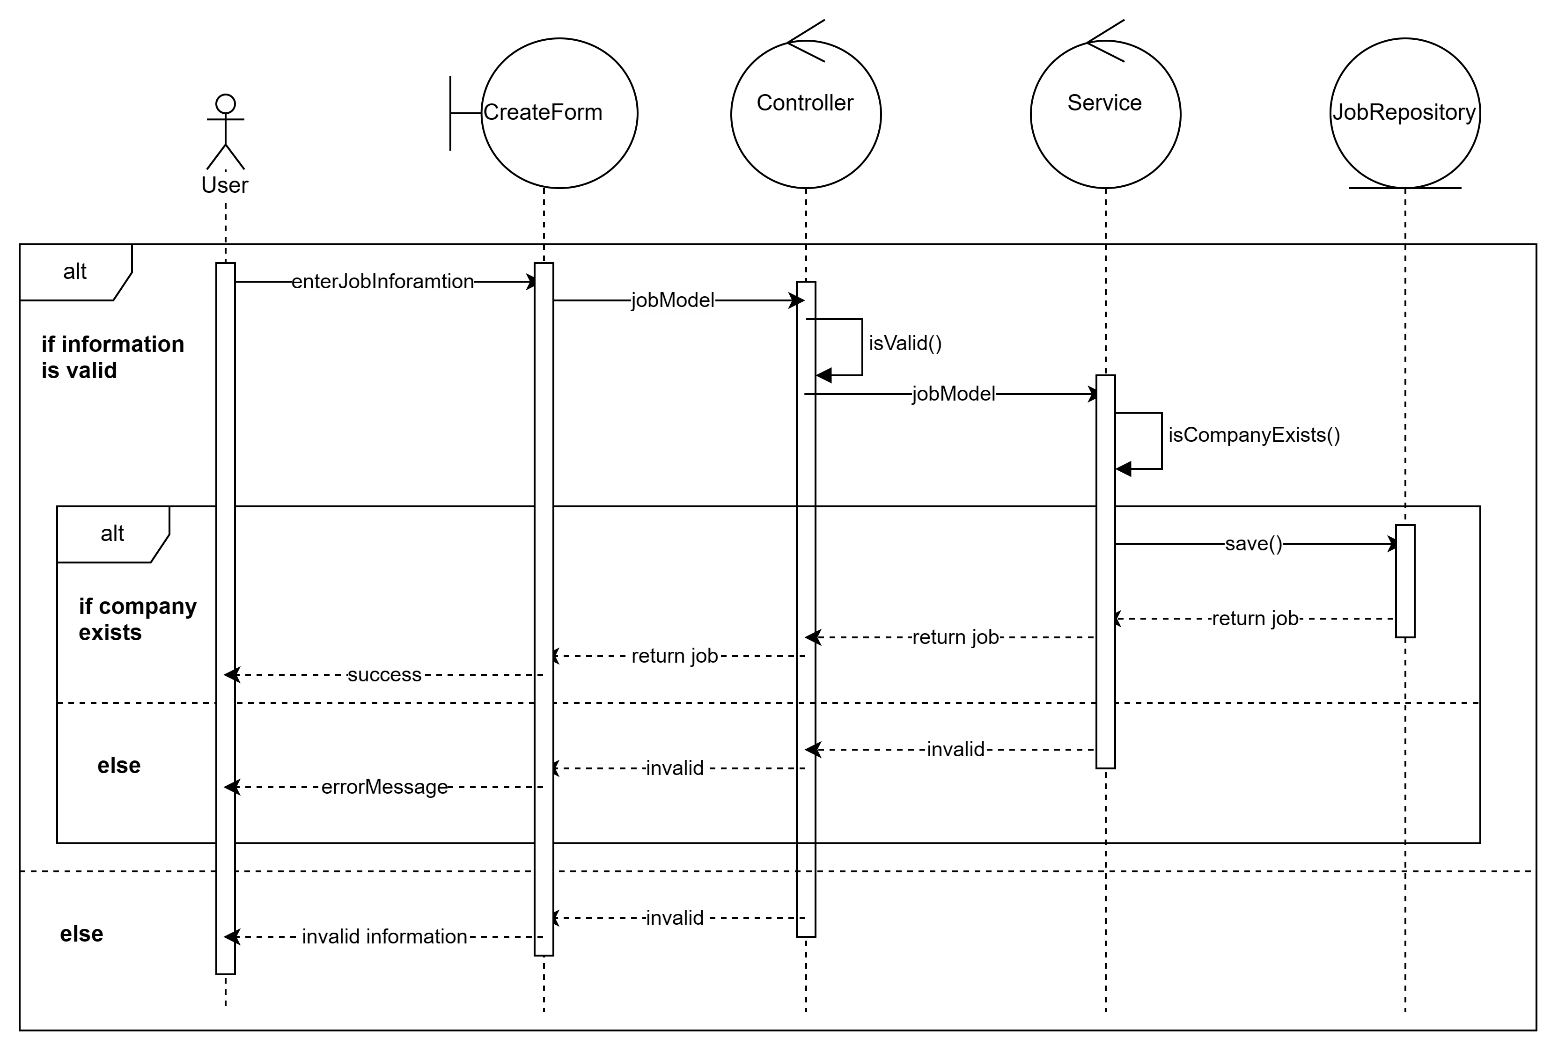 CreateForm
Controller
Service
JobRepository
User
alt
enterJobInforamtion
jobModel
if information
is valid
isValid()
jobModel
isCompanyExists()
alt
save()
if company
exists
return job
return job
return job
success
invalid
else
invalid
errorMessage
invalid
else
invalid information